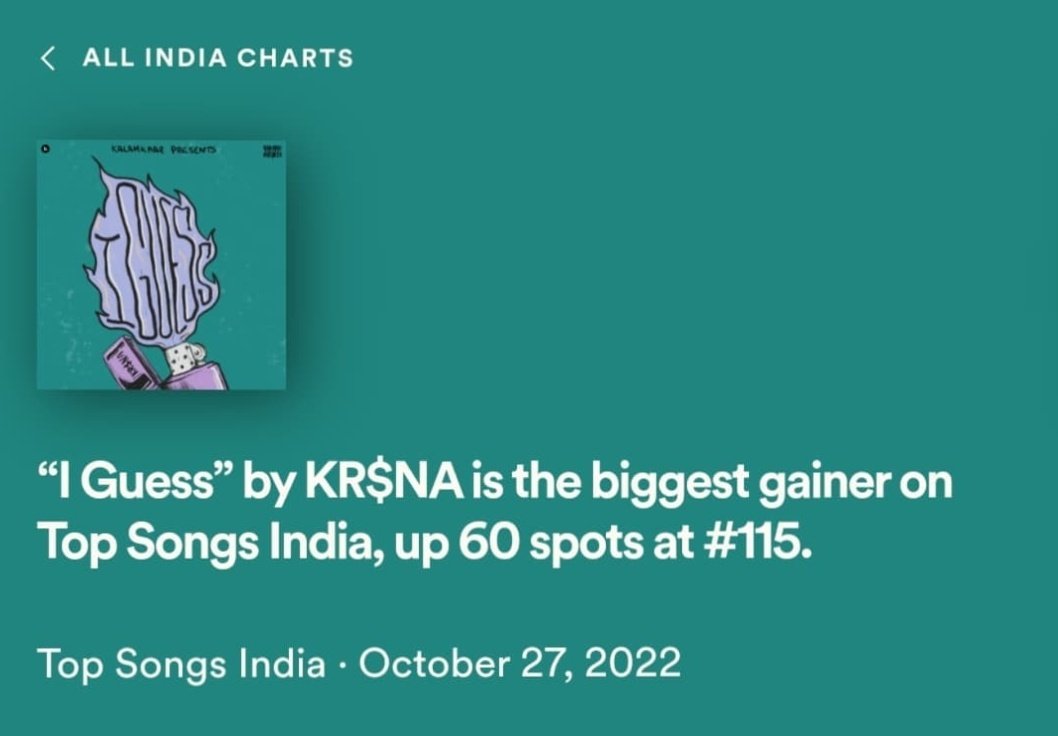 ALL INDIA CHARTS
KALAMKAAR PRESENTS
I GUESS
“I Guess” by KR$NA is the biggest gainer on
Top Songs India, up 60 spots at #115.
Top Songs India · October 27, 2022